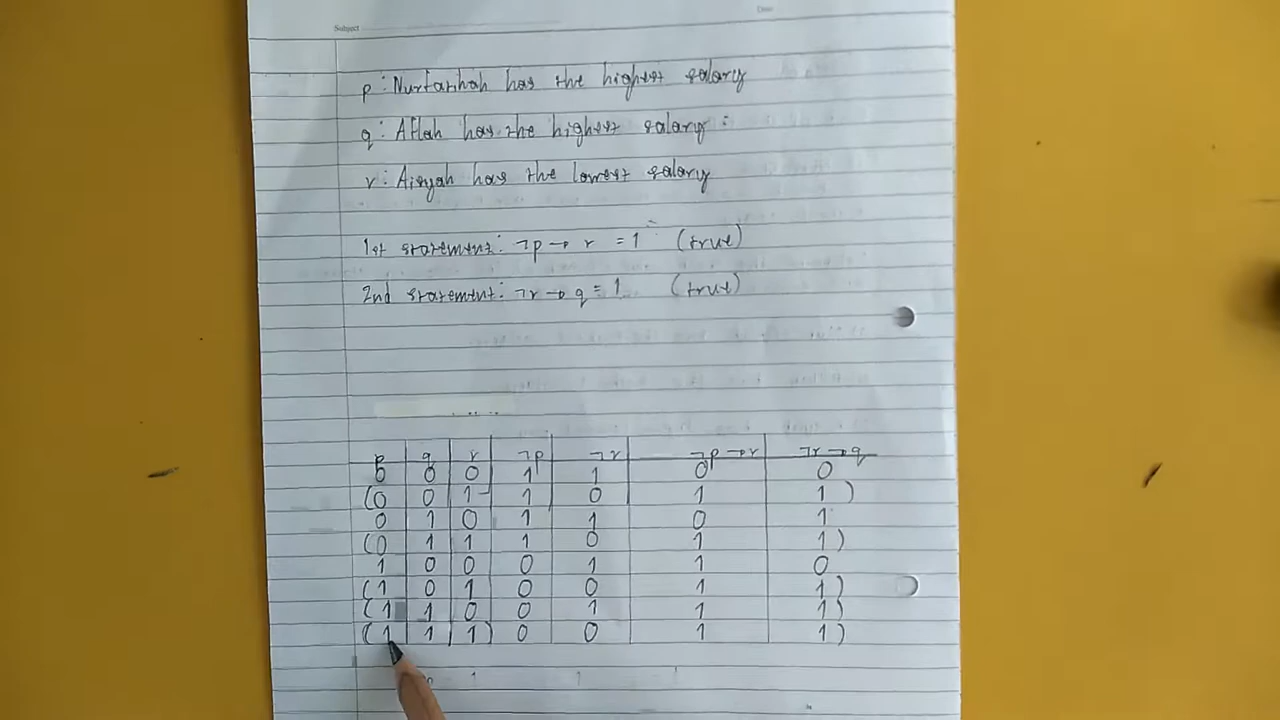 Subject
Date
p : Nurfarihah has the highest salary
q : Aflah has the highest salary
r : Aisyah has the lowest salary
1st statement: ¬p → r = 1 (true)
2nd statement: ¬r → q = 1 (true)
p q r ¬p ¬r ¬p→r ¬r→q
0 0 0 1 1 0 0
(0 0 1 1 0 1 1)
0 1 0 1 1 0 1
(0 1 1 1 0 1 1)
1 0 0 0 1 1 0
(1 0 1 0 0 1 1)
(1 1 0 0 1 1 1)
(1 1 1) 0 0 1 1)